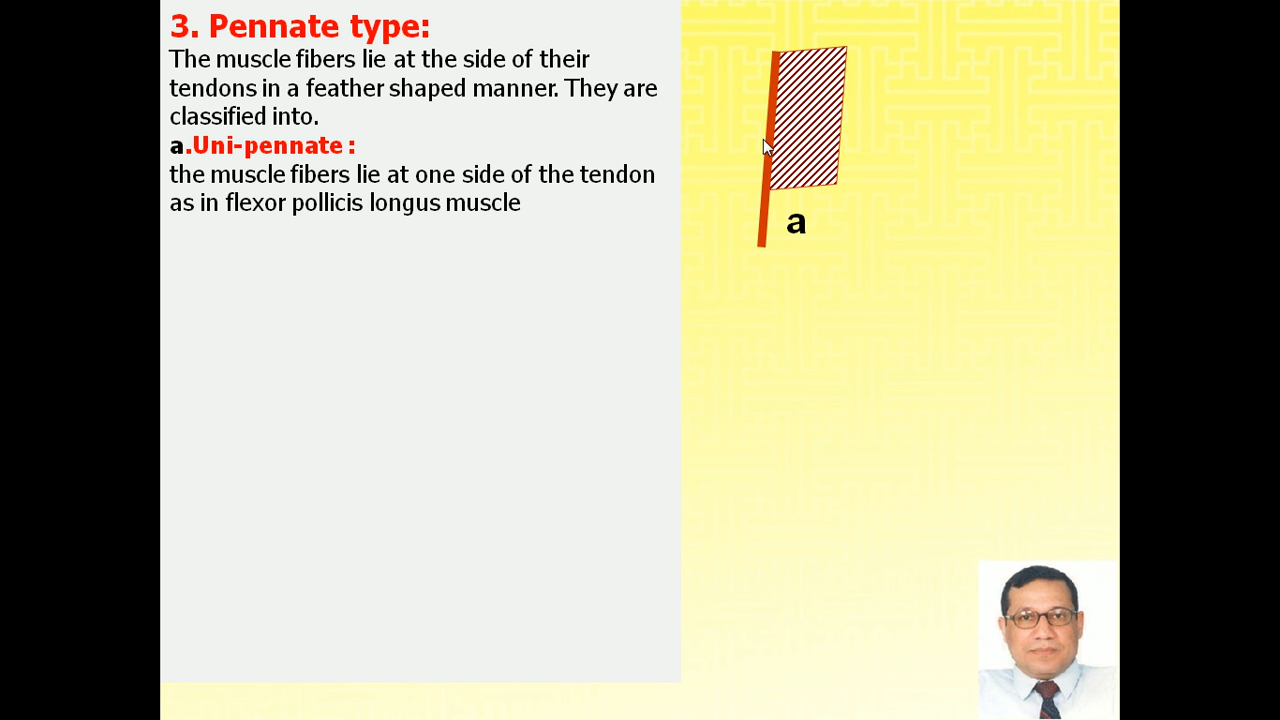 3. Pennate type:
The muscle fibers lie at the side of their
tendons in a feather shaped manner. They are
classified into.
a.Uni-pennate :
the muscle fibers lie at one side of the tendon
as in flexor pollicis longus muscle
a